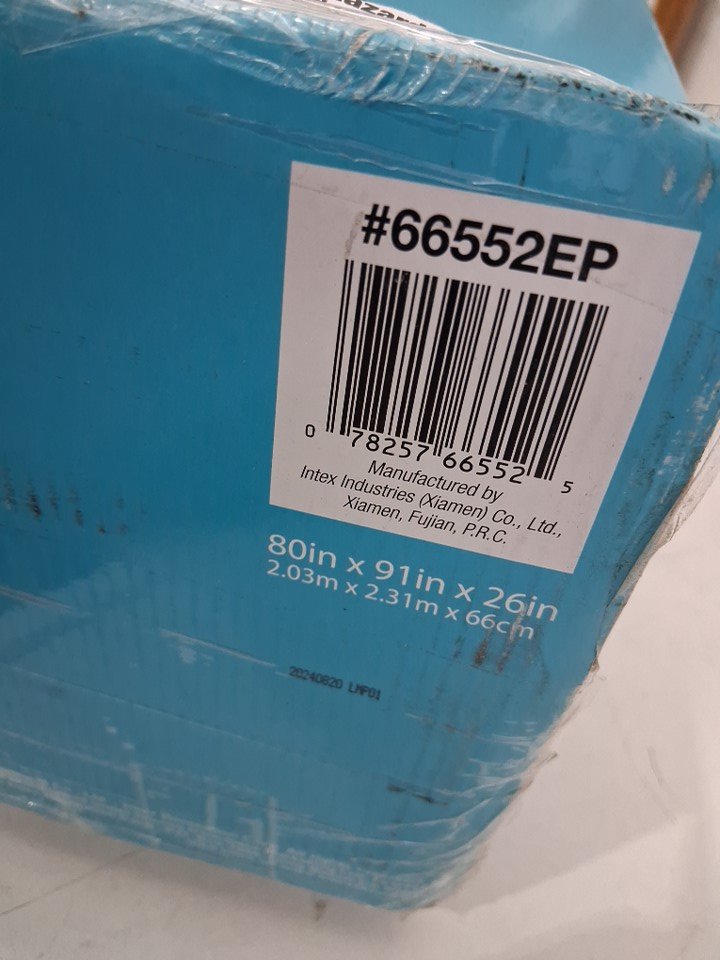 #66552EP
0 78257 66552 5
Manufactured by
Intex Industries (Xiamen) Co., Ltd.,
Xiamen, Fujian, P.R.C.
80in x 91in x 26in
2.03m x 2.31m x 66cm
20240820 LMP01